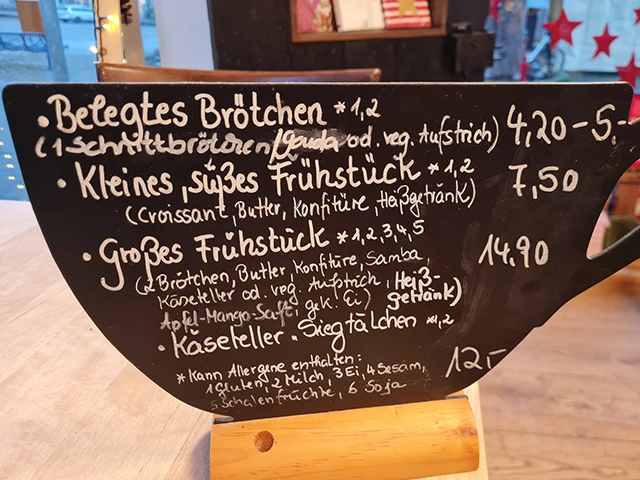 • Belegtes Brötchen *1,2
(1 Schnittbrötchen/Gouda od. veg. Aufstrich) 4,20-5.-
• Kleines, süßes Frühstück *1,2 7,50
(Croissant, Butter, Konfitüre, Heißgetränk)
• Großes Frühstück *1,2,3,4,5 14.90
(2 Brötchen, Butter, Konfitüre, Samba,
Käneteller od. veg. Aufstrich, Heiß-
Apfel-Mango-Saft, gek. Ei) getränk)
• Käseteller • Siegtälchen *1,2
12,-
* Kann Allergene enthalten:
1 Gluten, 2 Milch, 3 Ei, 4 Sesam,
5 Schalenfrüchte, 6 Soja